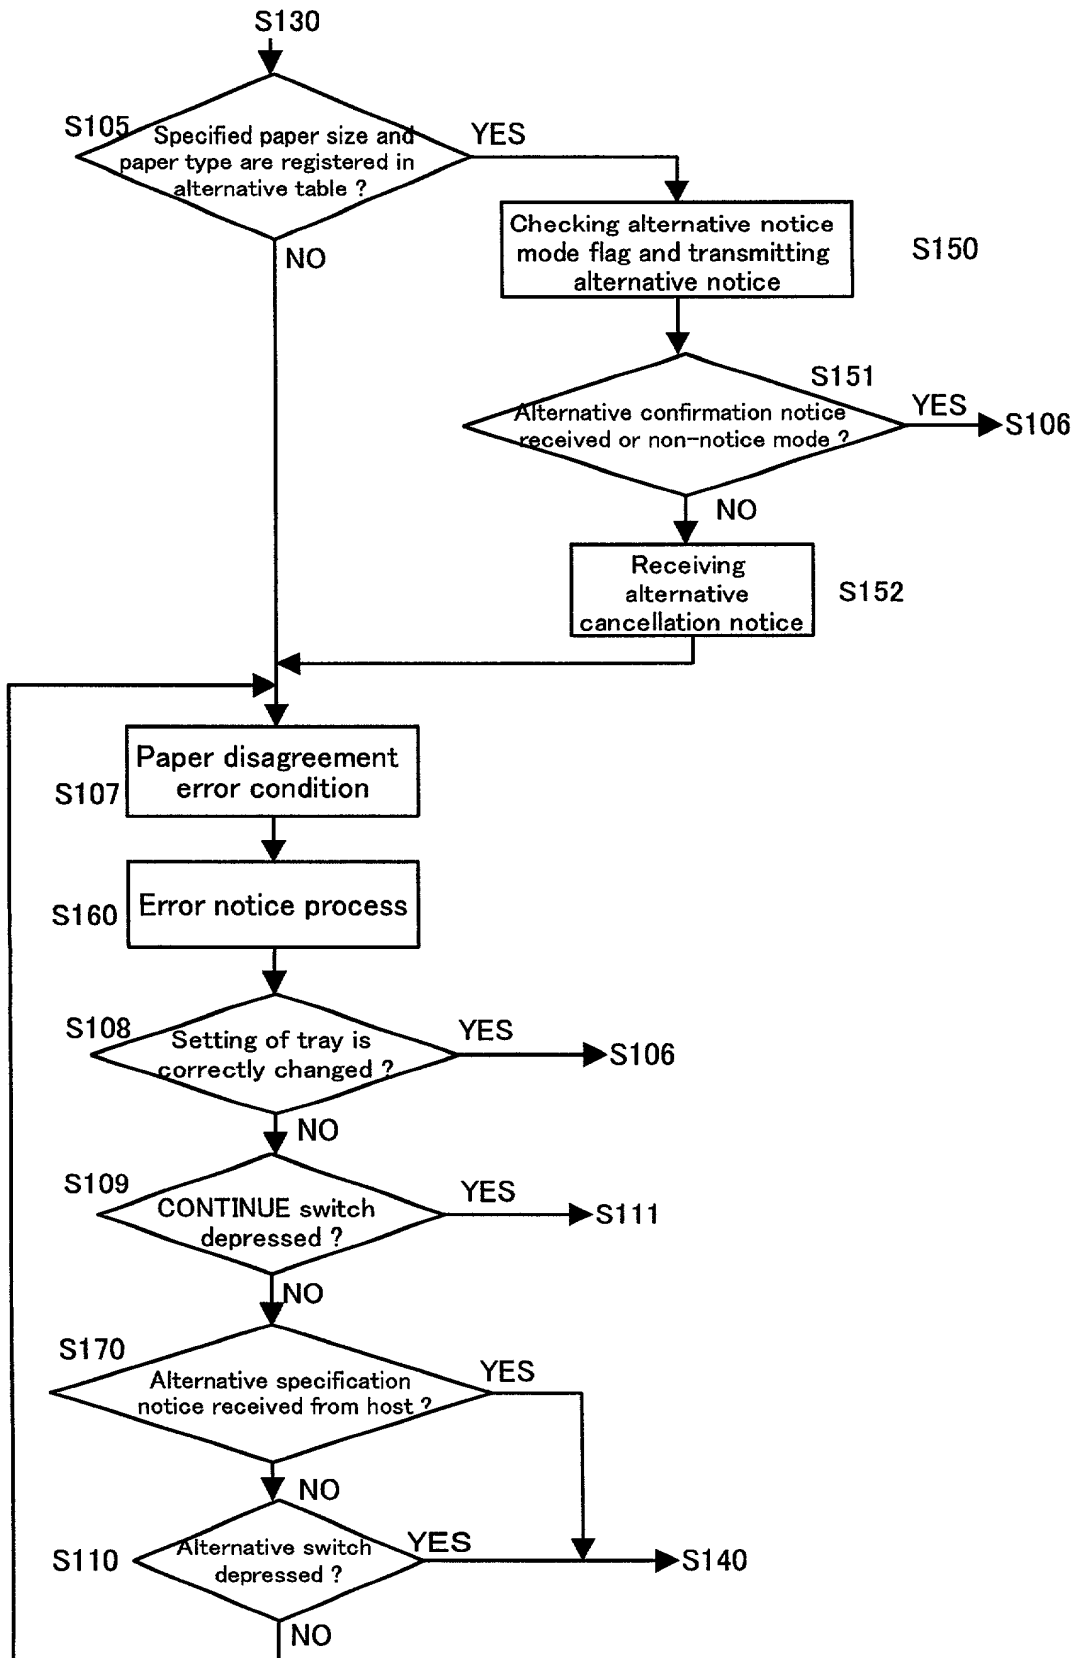 S130
S105
Specified paper size and
paper type are registered in
alternative table ?
YES
NO
Checking alternative notice
mode flag and transmitting
alternative notice
S150
S151
Alternative confirmation notice
received or non-notice mode ?
YES
S106
NO
Receiving
alternative
cancellation notice
S152
Paper disagreement
error condition
S107
Error notice process
S160
S108
Setting of tray is
correctly changed ?
YES
S106
NO
S109
CONTINUE switch
depressed ?
YES
S111
NO
S170
Alternative specification
notice received from host ?
YES
NO
S110
Alternative switch
depressed ?
YES
S140
NO